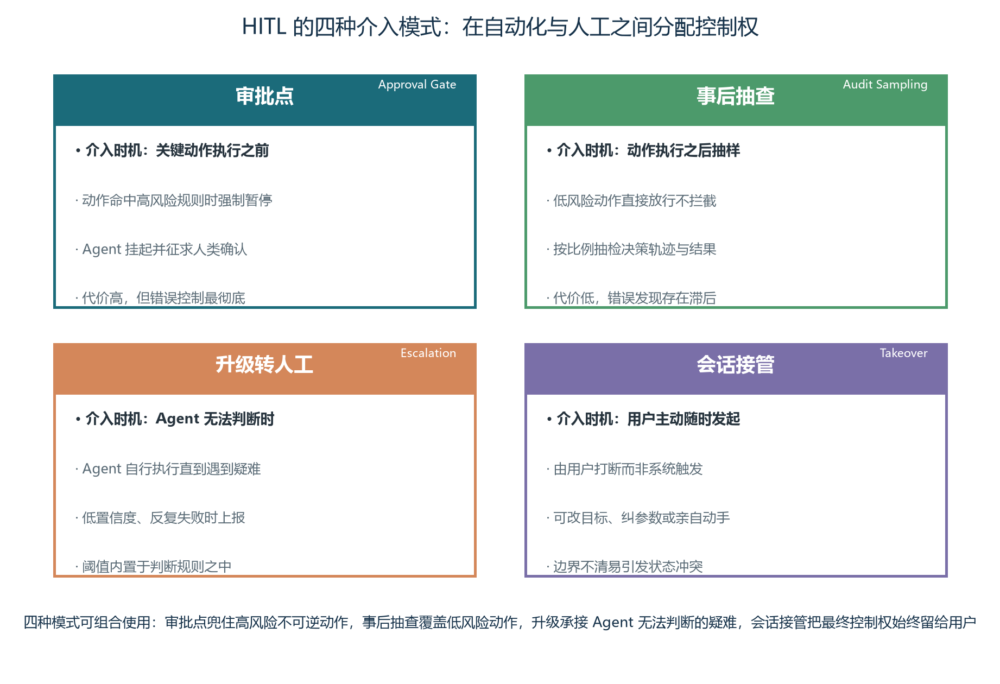 HITL 的四种介入模式：在自动化与人工之间分配控制权
审批点
Approval Gate
• 介入时机：关键动作执行之前
· 动作命中高风险规则时强制暂停
· Agent 挂起并征求人类确认
· 代价高，但错误控制最彻底
事后抽查
Audit Sampling
• 介入时机：动作执行之后抽样
· 低风险动作直接放行不拦截
· 按比例抽检决策轨迹与结果
· 代价低，错误发现存在滞后
升级转人工
Escalation
• 介入时机：Agent 无法判断时
· Agent 自行执行直到遇到疑难
· 低置信度、反复失败时上报
· 阈值内置于判断规则之中
会话接管
Takeover
• 介入时机：用户主动随时发起
· 由用户打断而非系统触发
· 可改目标、纠参数或亲自动手
· 边界不清易引发状态冲突
四种模式可组合使用：审批点兜住高风险不可逆动作，事后抽查覆盖低风险动作，升级承接 Agent 无法判断的疑难，会话接管把最终控制权始终留给用户